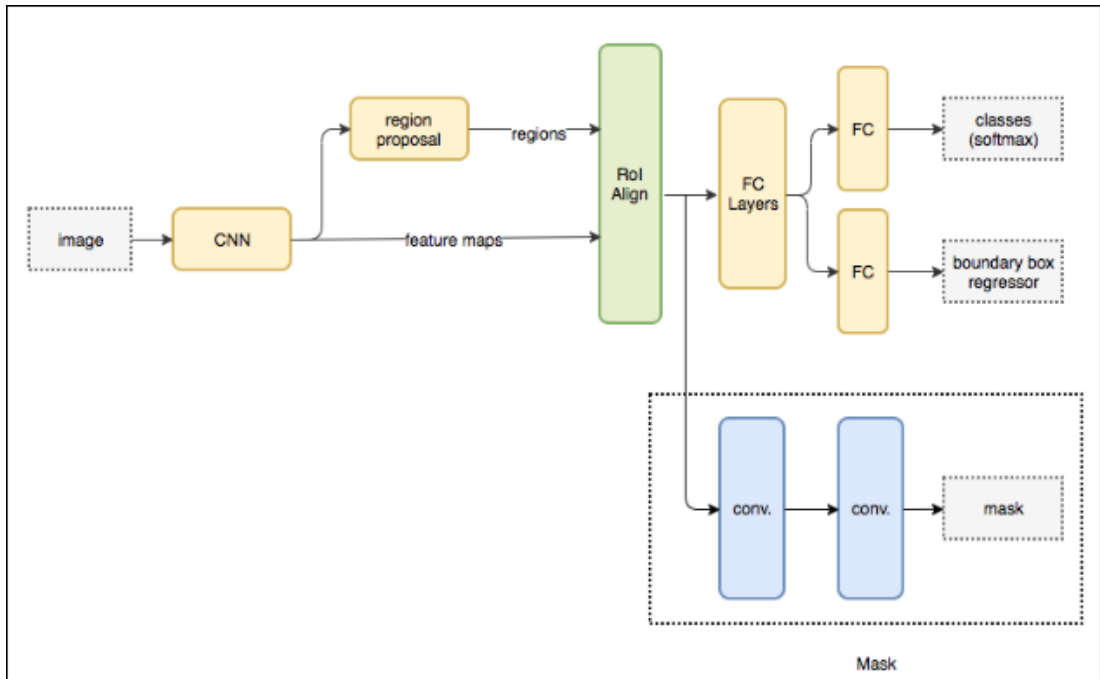 region
proposal
regions
image
CNN
feature maps
RoI
Align
FC
Layers
FC
classes
(softmax)
FC
boundary box
regressor
conv.
conv.
mask
Mask